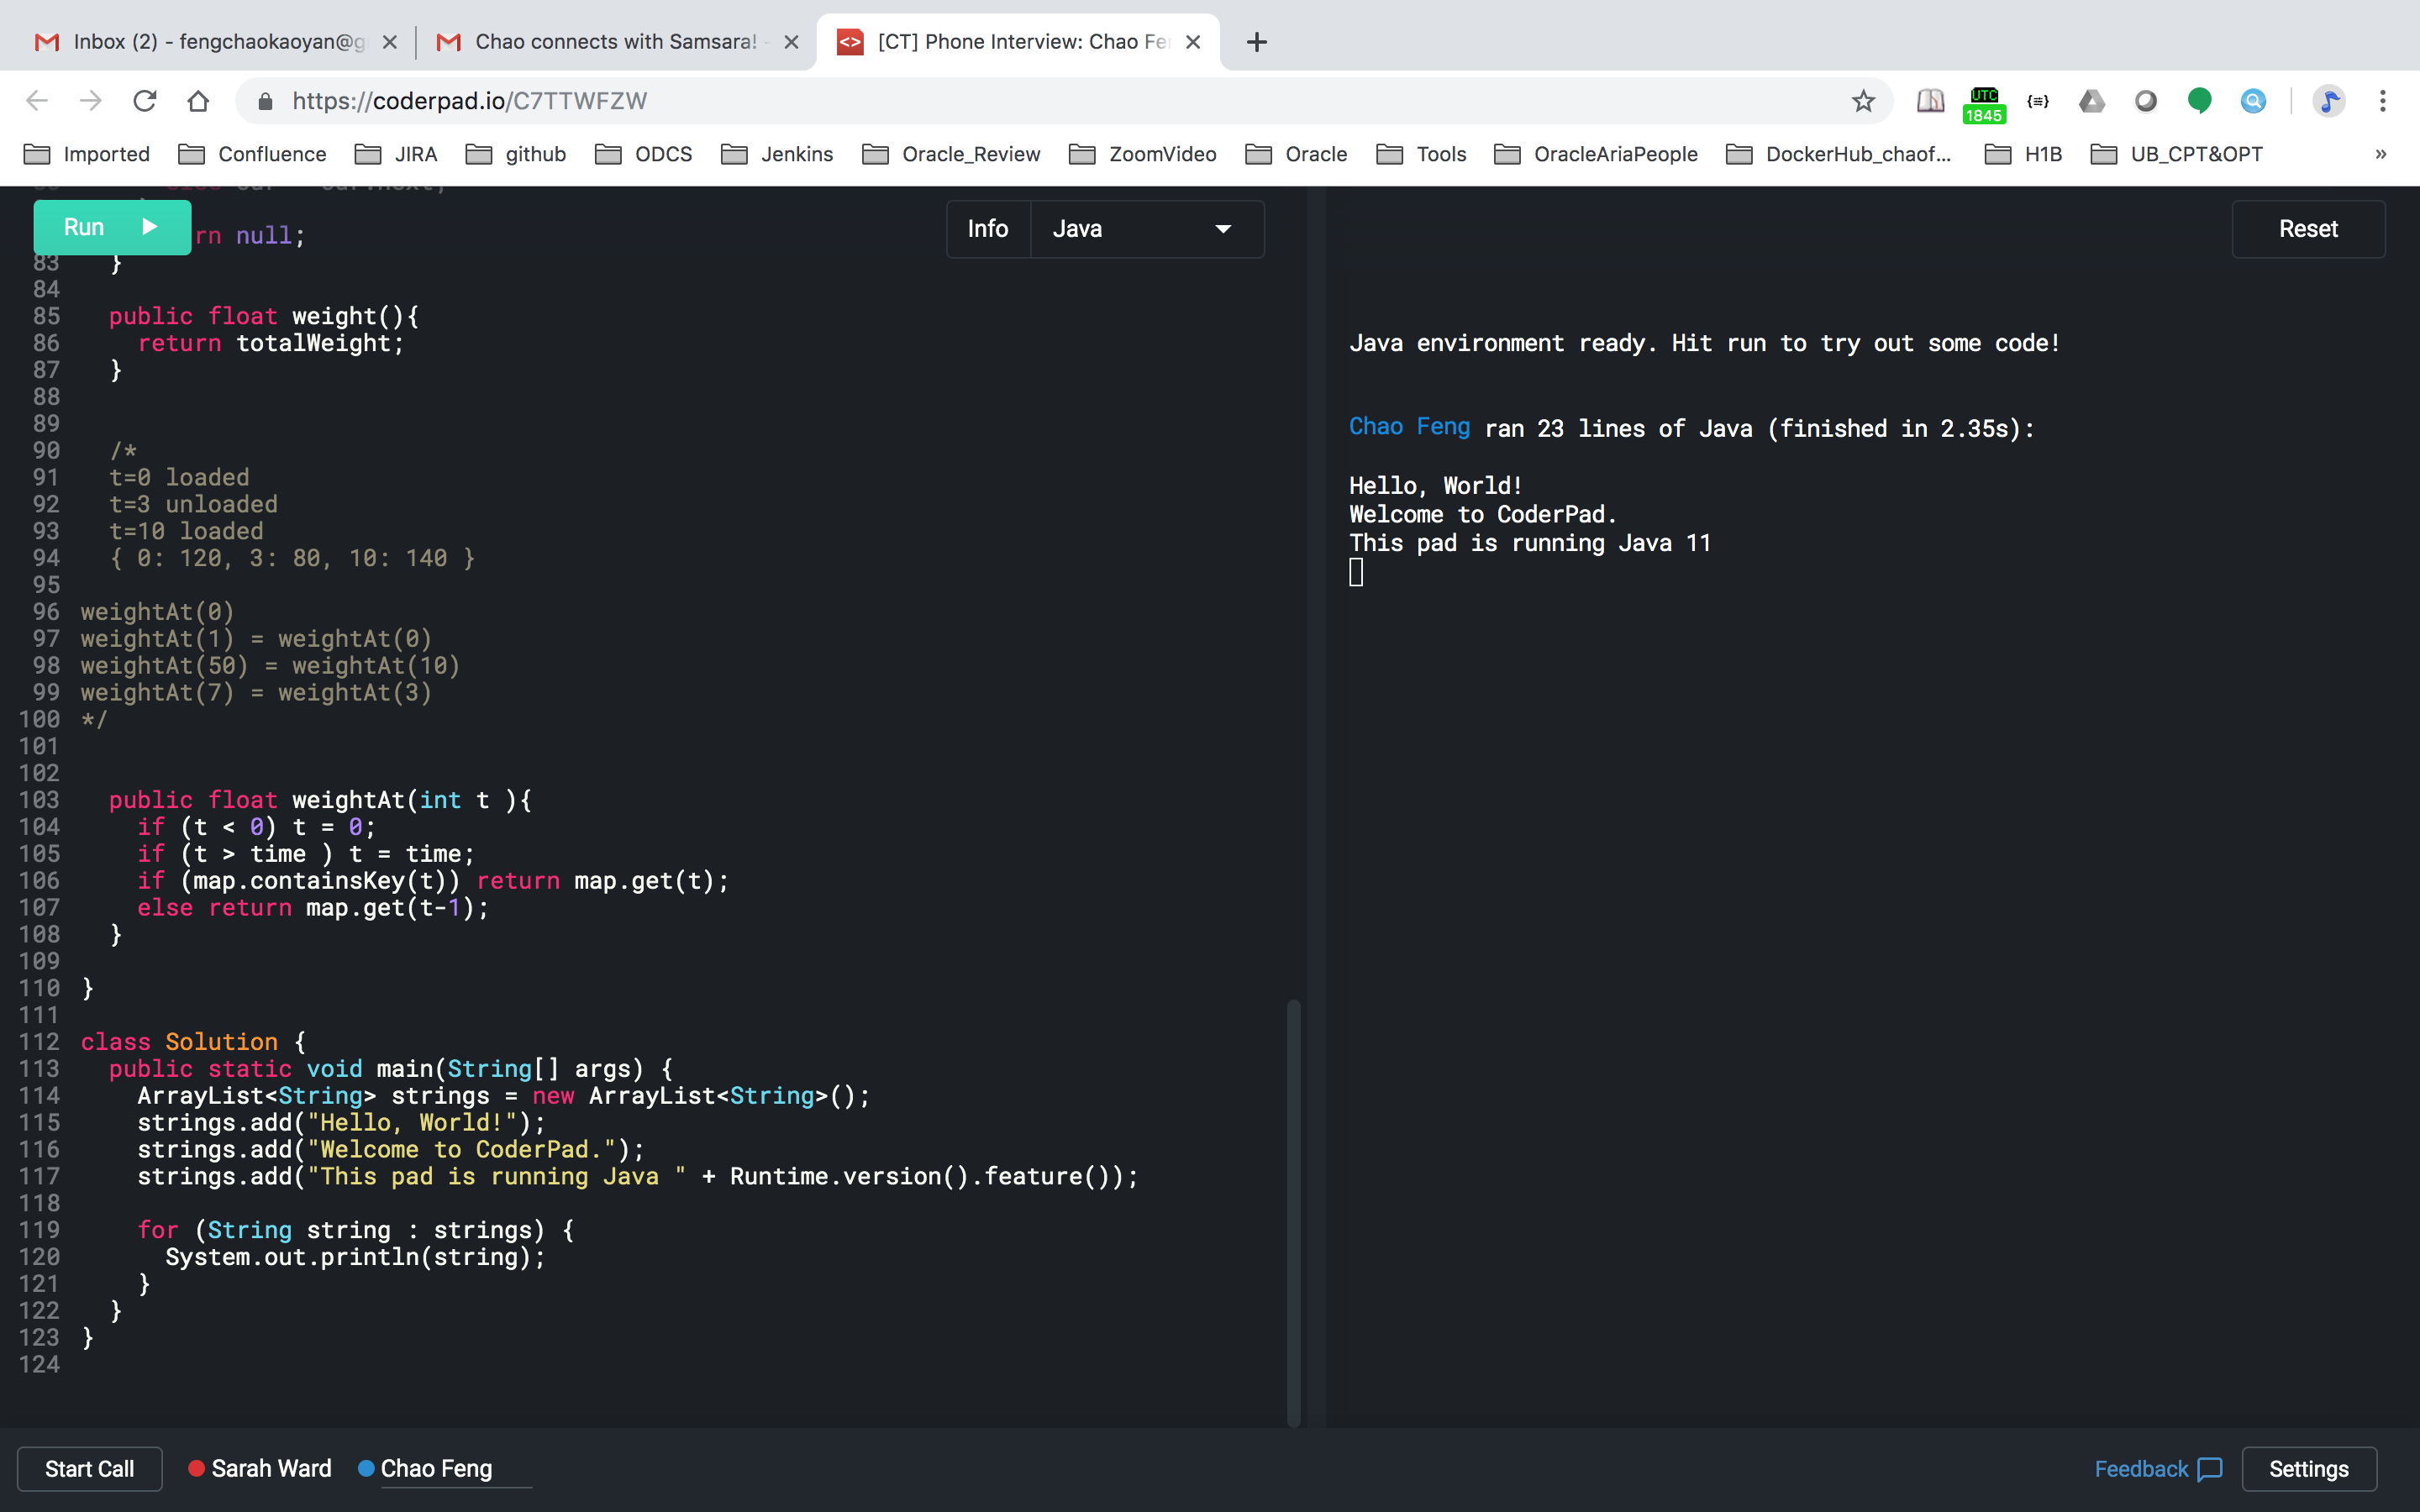 Inbox (2) - fengchaokaoyan@g
Chao connects with Samsara! -
[CT] Phone Interview: Chao Fe
https://coderpad.io/C7TTWFZW
UTC
1845
Imported
Confluence
JIRA
github
ODCS
Jenkins
Oracle_Review
ZoomVideo
Oracle
Tools
OracleAriaPeople
DockerHub_chaof...
H1B
UB_CPT&OPT
»
Run
Info
Java
Reset
rn null;
83 }
84
85 public float weight(){
86 return totalWeight;
87 }
88
89
90 /*
91 t=0 loaded
92 t=3 unloaded
93 t=10 loaded
94 { 0: 120, 3: 80, 10: 140 }
95
96 weightAt(0)
97 weightAt(1) = weightAt(0)
98 weightAt(50) = weightAt(10)
99 weightAt(7) = weightAt(3)
100 */
101
102
103 public float weightAt(int t ){
104 if (t < 0) t = 0;
105 if (t > time ) t = time;
106 if (map.containsKey(t)) return map.get(t);
107 else return map.get(t-1);
108 }
109
110 }
111
112 class Solution {
113 public static void main(String[] args) {
114 ArrayList<String> strings = new ArrayList<String>();
115 strings.add("Hello, World!");
116 strings.add("Welcome to CoderPad.");
117 strings.add("This pad is running Java " + Runtime.version().feature());
118
119 for (String string : strings) {
120 System.out.println(string);
121 }
122 }
123 }
124
Java environment ready. Hit run to try out some code!
Chao Feng ran 23 lines of Java (finished in 2.35s):
Hello, World!
Welcome to CoderPad.
This pad is running Java 11
Start Call
Sarah Ward
Chao Feng
Feedback
Settings